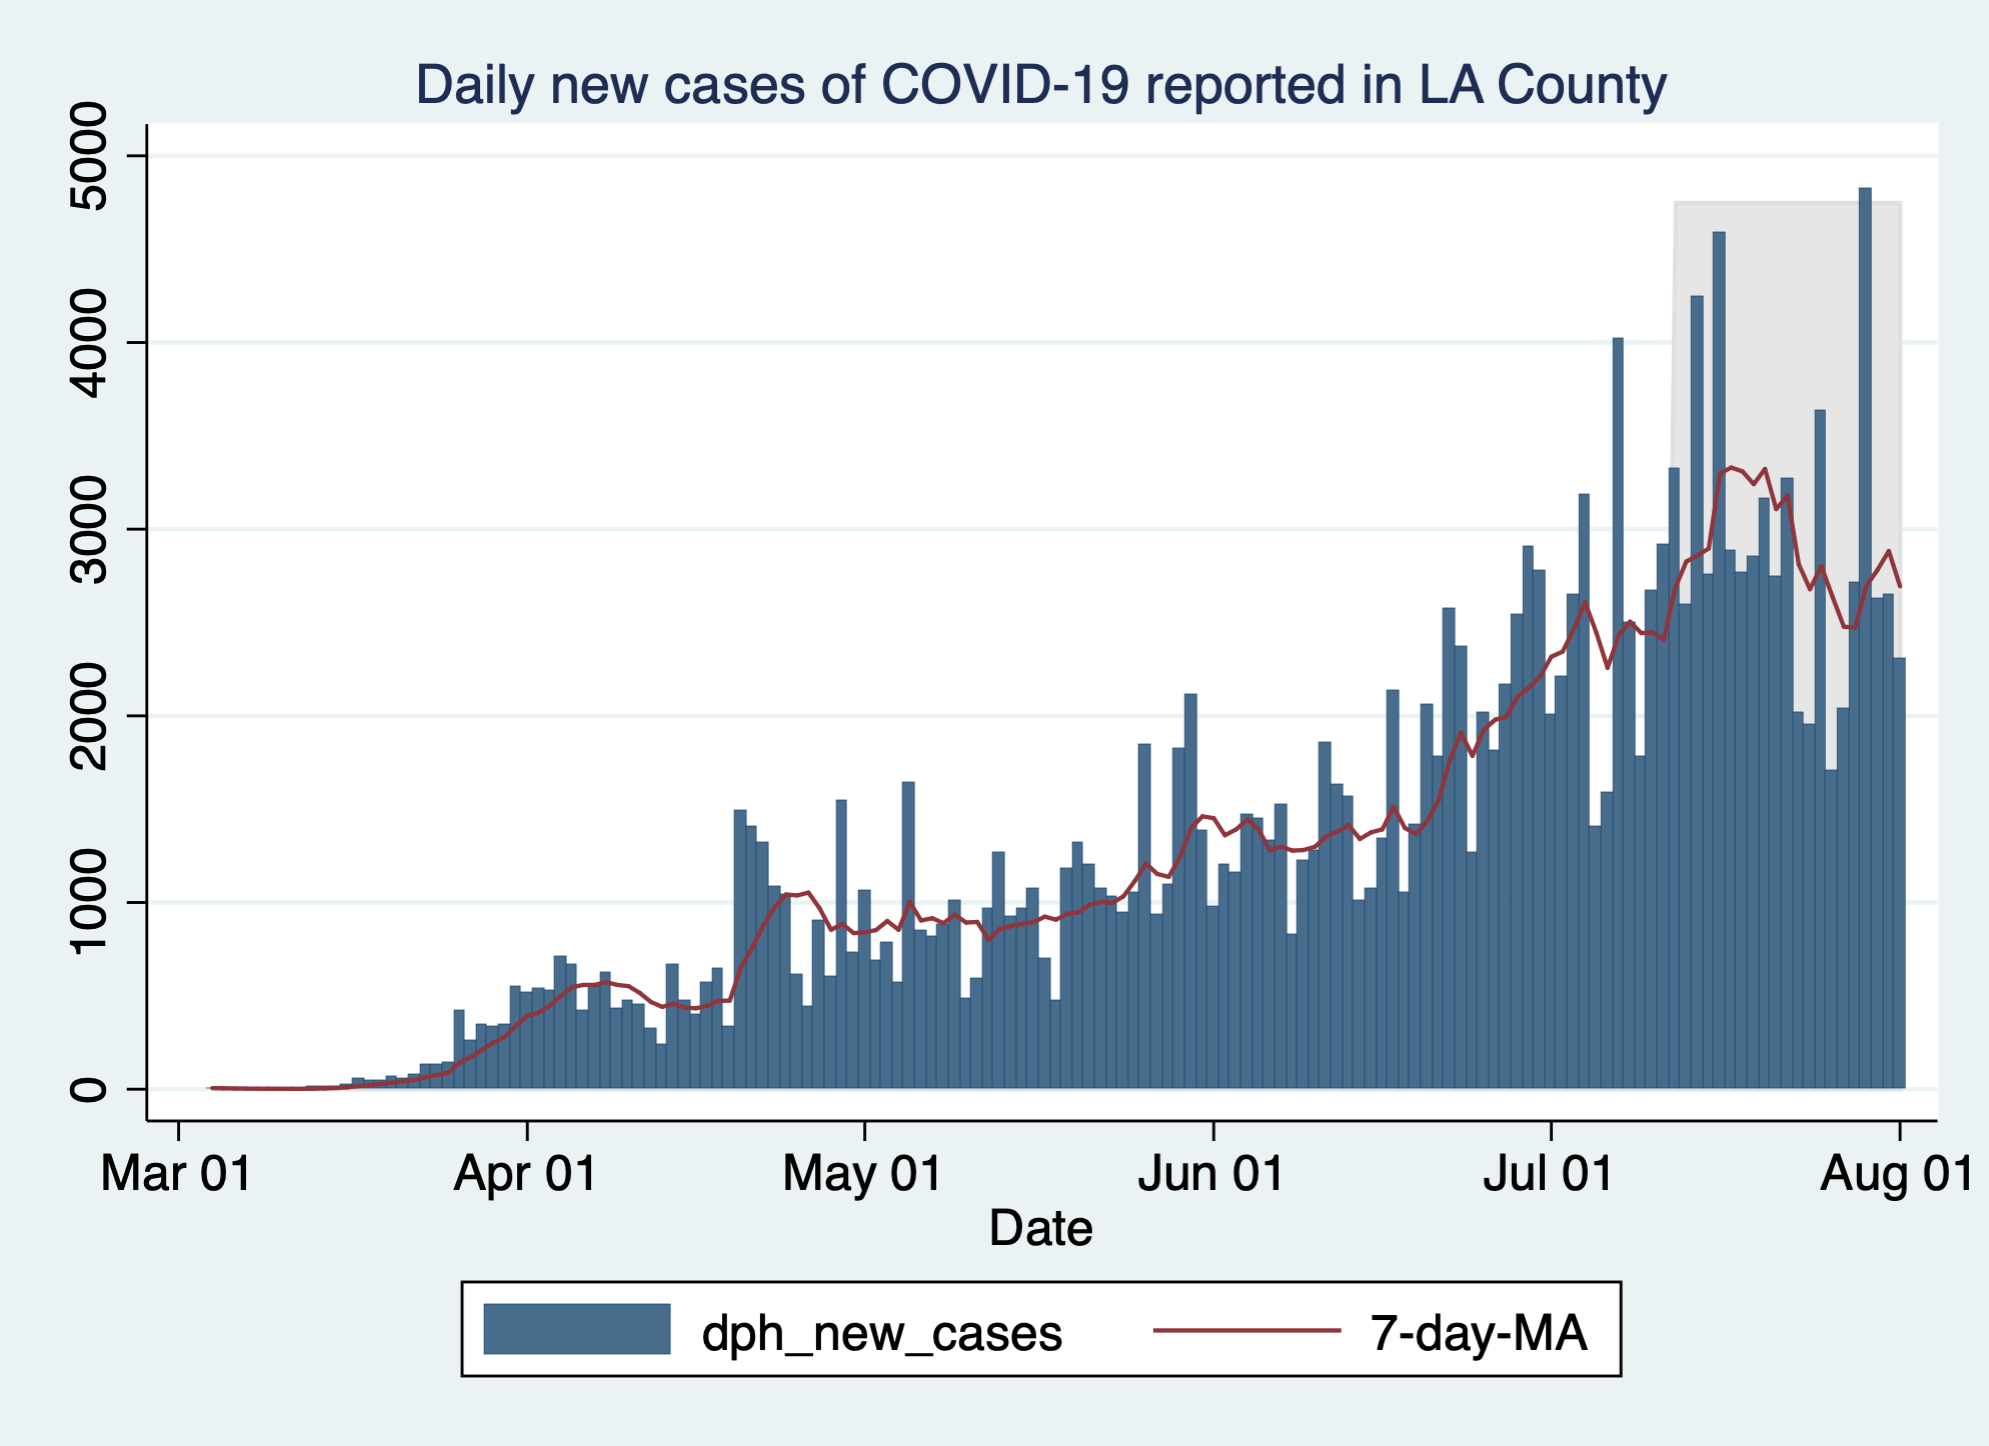 Daily new cases of COVID-19 reported in LA County
5000
4000
3000
2000
1000
0
Mar 01 Apr 01 May 01 Jun 01 Jul 01 Aug 01
Date
dph_new_cases 7-day-MA